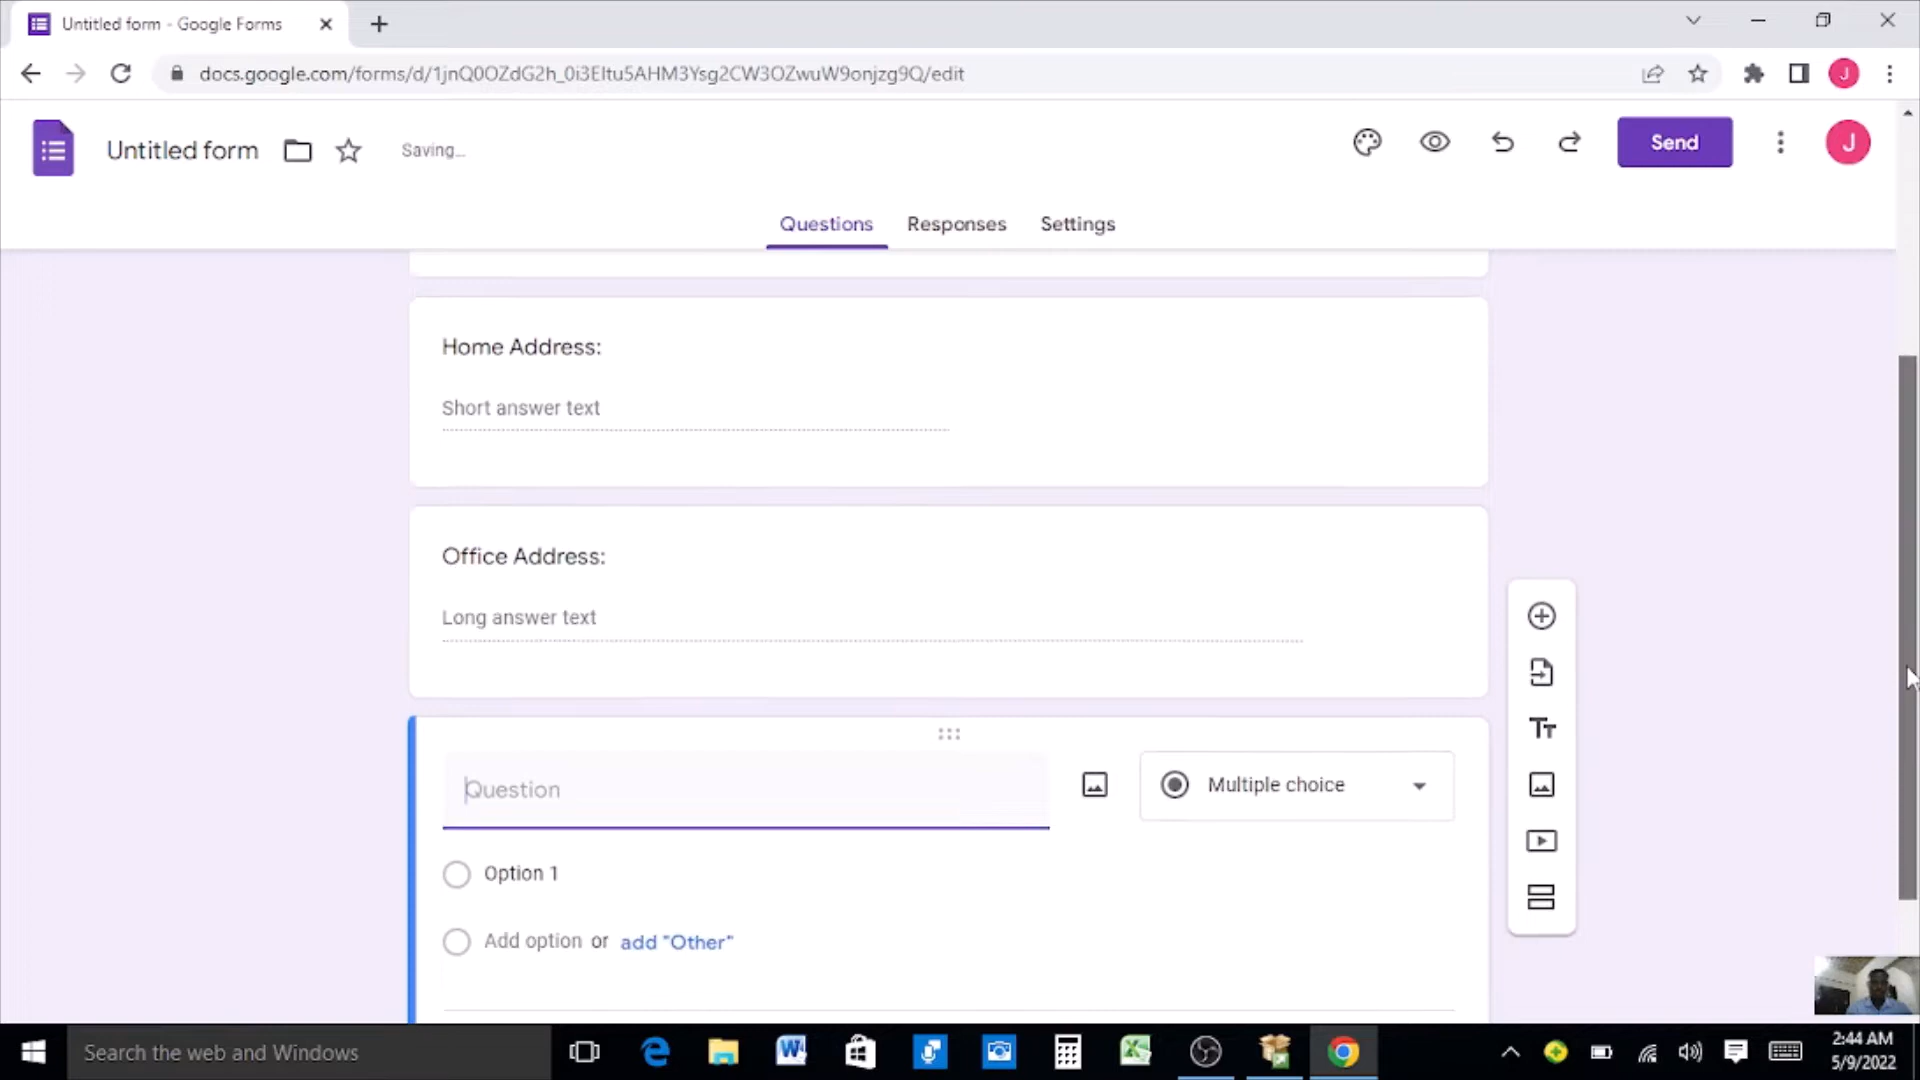 Untitled form - Google Forms
docs.google.com/forms/d/1jnQ0OZdG2h_0i3EItu5AHM3Ysg2CW3OZwuW9onjzg9Q/edit
J
Untitled form
Saving...
Send
J
Questions
Responses
Settings
Home Address:
Short answer text
Office Address:
Long answer text
Question
Multiple choice
Option 1
Add option or add "Other"
Search the web and Windows
2:44 AM
5/9/2022